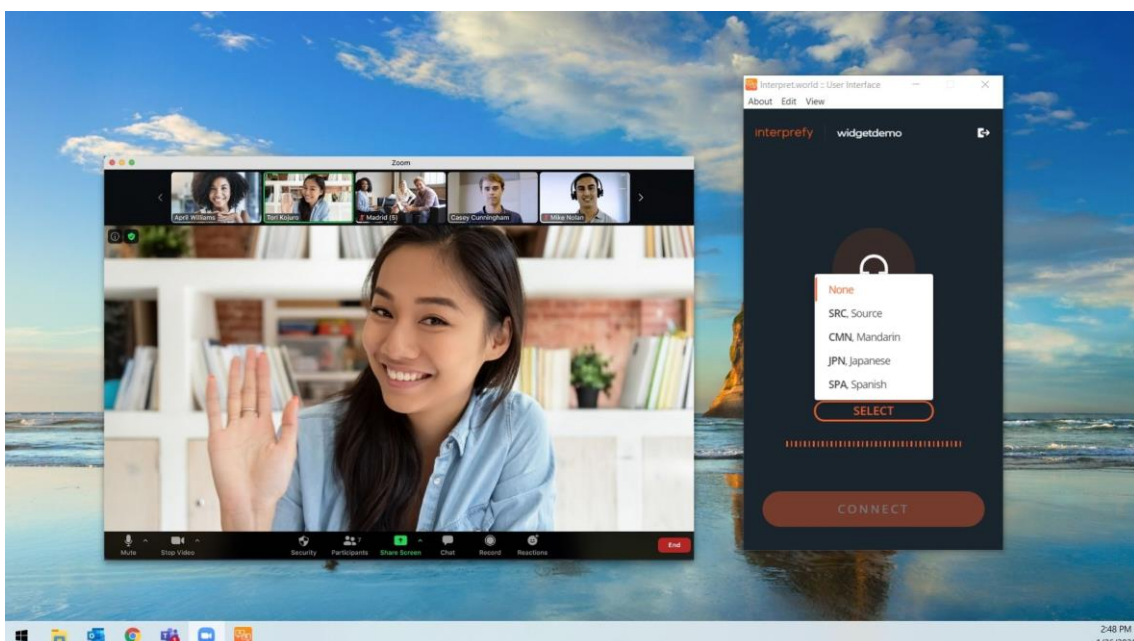 Zoom
April Williams
Tori Kojuro
Madrid (5)
Casey Cunningham
Mike Nolan
Mute
Stop Video
Security
Participants
7
Share Screen
Chat
Record
Reactions
End
Interpret.world :: User Interface
About Edit View
interprefy widgetdemo
None
SRC, Source
CMN, Mandarin
JPN, Japanese
SPA, Spanish
SELECT
CONNECT
2:48 PM